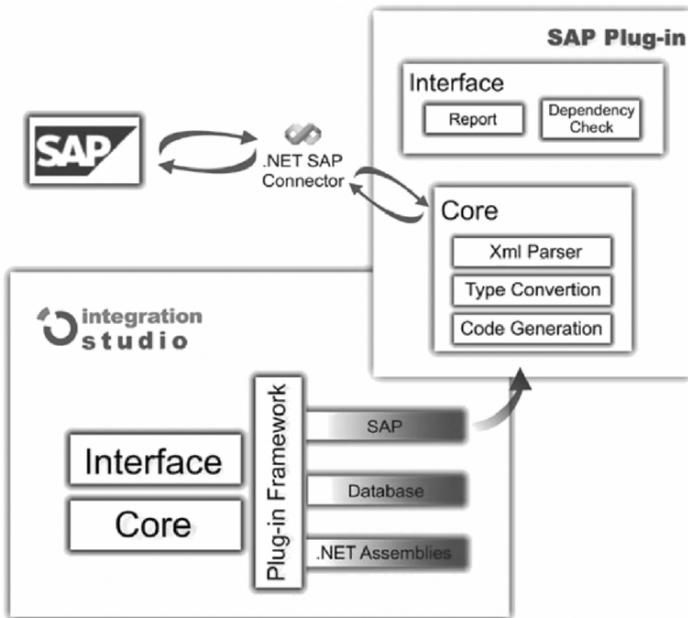 SAP Plug-in
Interface
Report
Dependency
Check
SAP
.NET SAP
Connector
Core
Xml Parser
Type Convertion
Code Generation
integration
studio
Interface
Core
Plug-in Framework
SAP
Database
.NET Assemblies